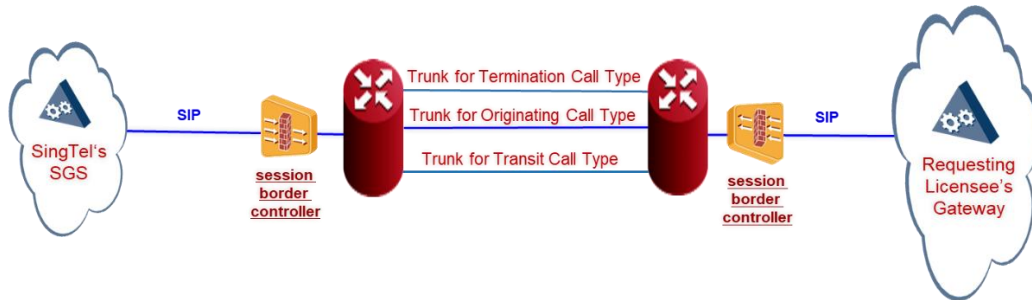 SingTel's
SGS
SIP
session
border
controller
Trunk for Termination Call Type
Trunk for Originating Call Type
Trunk for Transit Call Type
session
border
controller
SIP
Requesting
Licensee's
Gateway